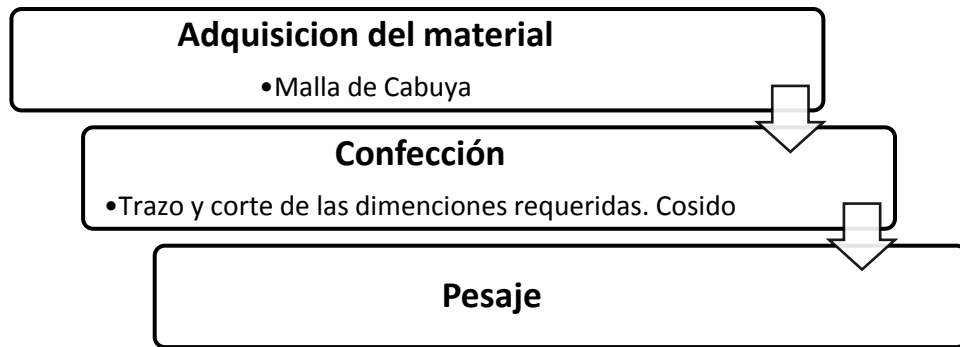 Adquisicion del material
•Malla de Cabuya
Confección
•Trazo y corte de las dimenciones requeridas. Cosido
Pesaje